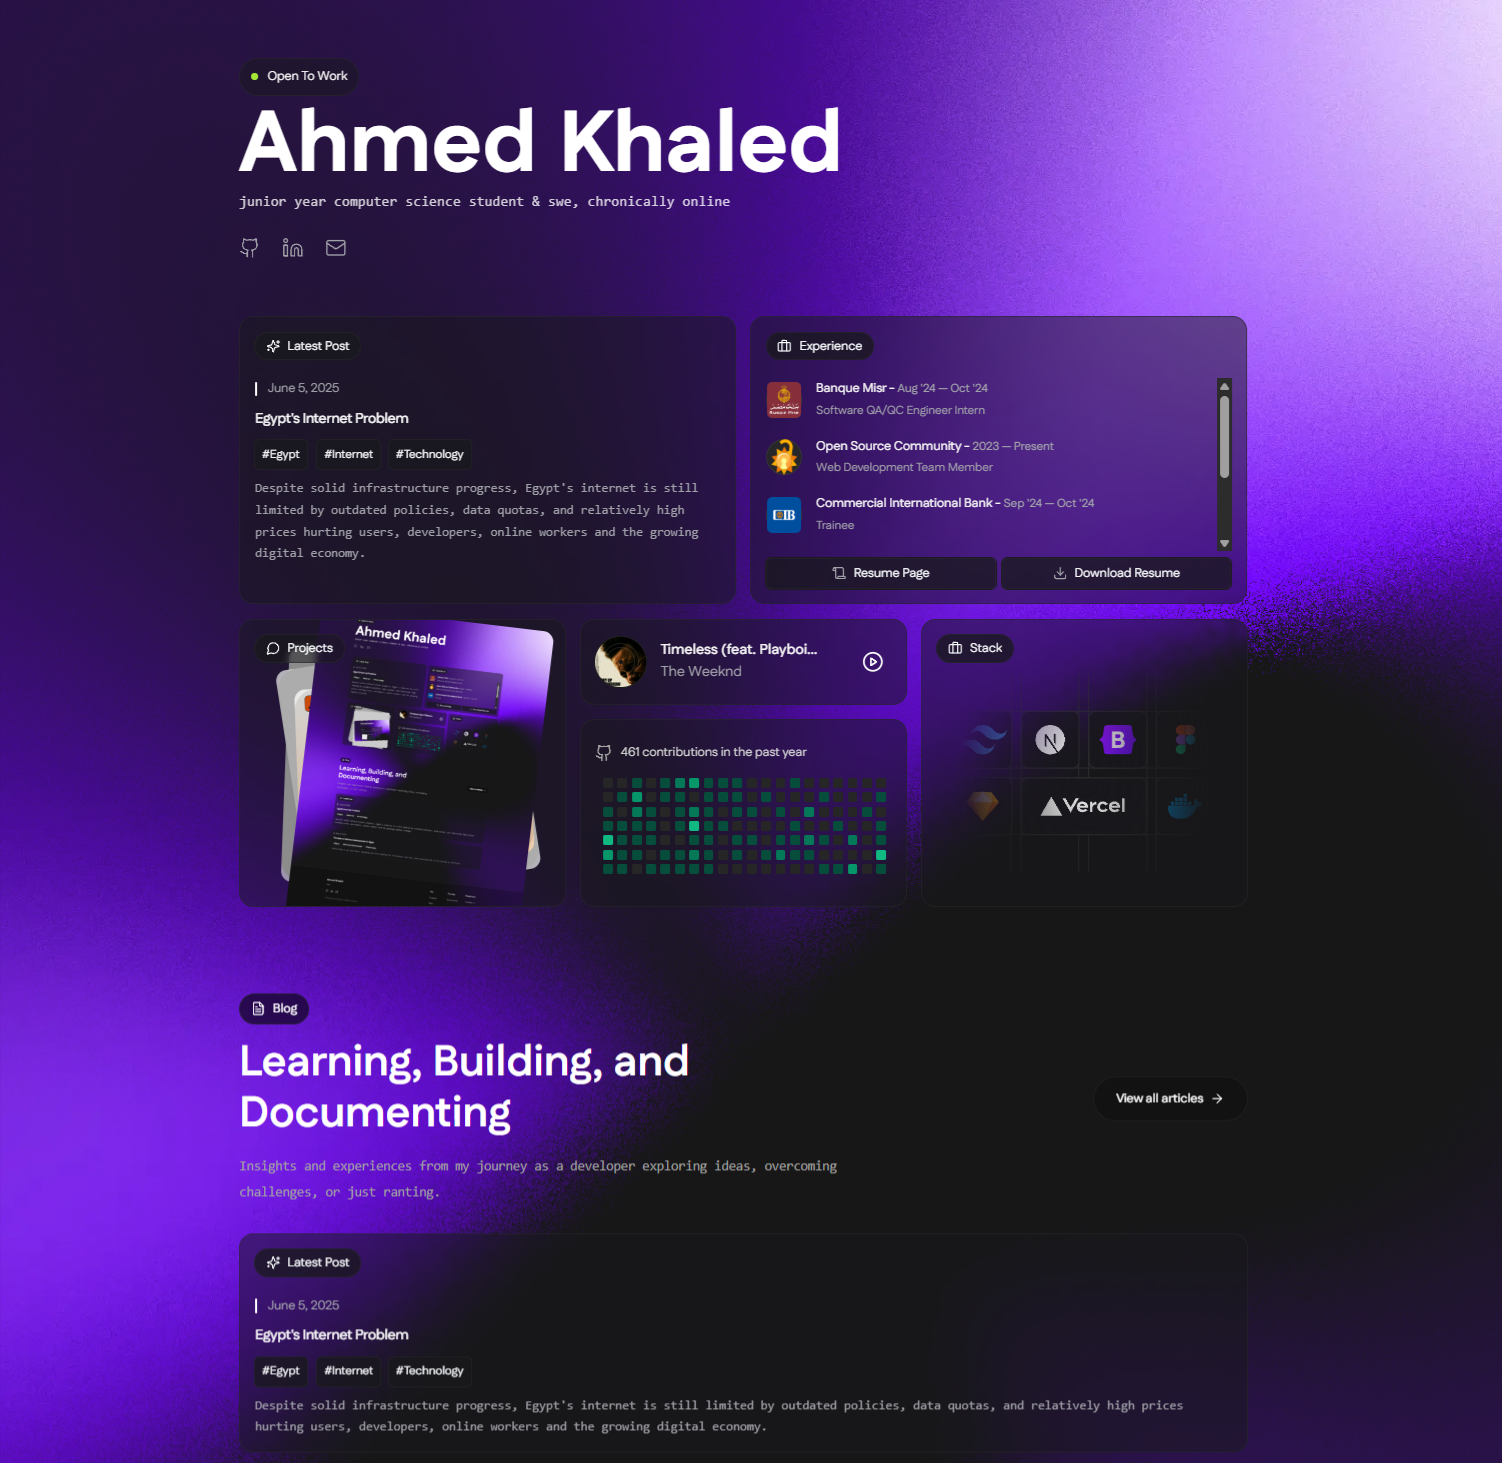 Open To Work
Ahmed Khaled
junior year computer science student & swe, chronically online
Latest Post
June 5, 2025
Egypt's Internet Problem
#Egypt #Internet #Technology
Despite solid infrastructure progress, Egypt's internet is still
limited by outdated policies, data quotas, and relatively high
prices hurting users, developers, online workers and the growing
digital economy.
Experience
Banque Misr - Aug '24 — Oct '24
Software QA/QC Engineer Intern
Open Source Community - 2023 — Present
Web Development Team Member
CIB
Commercial International Bank - Sep '24 — Oct '24
Trainee
Resume Page
Download Resume
Projects
Ahmed Khaled
Learning, Building, and
Documenting
Timeless (feat. Playboi...
The Weeknd
461 contributions in the past year
Stack
N
B
Vercel
Blog
Learning, Building, and
Documenting
View all articles
Insights and experiences from my journey as a developer exploring ideas, overcoming
challenges, or just ranting.
Latest Post
June 5, 2025
Egypt's Internet Problem
#Egypt #Internet #Technology
Despite solid infrastructure progress, Egypt's internet is still limited by outdated policies, data quotas, and relatively high prices
hurting users, developers, online workers and the growing digital economy.